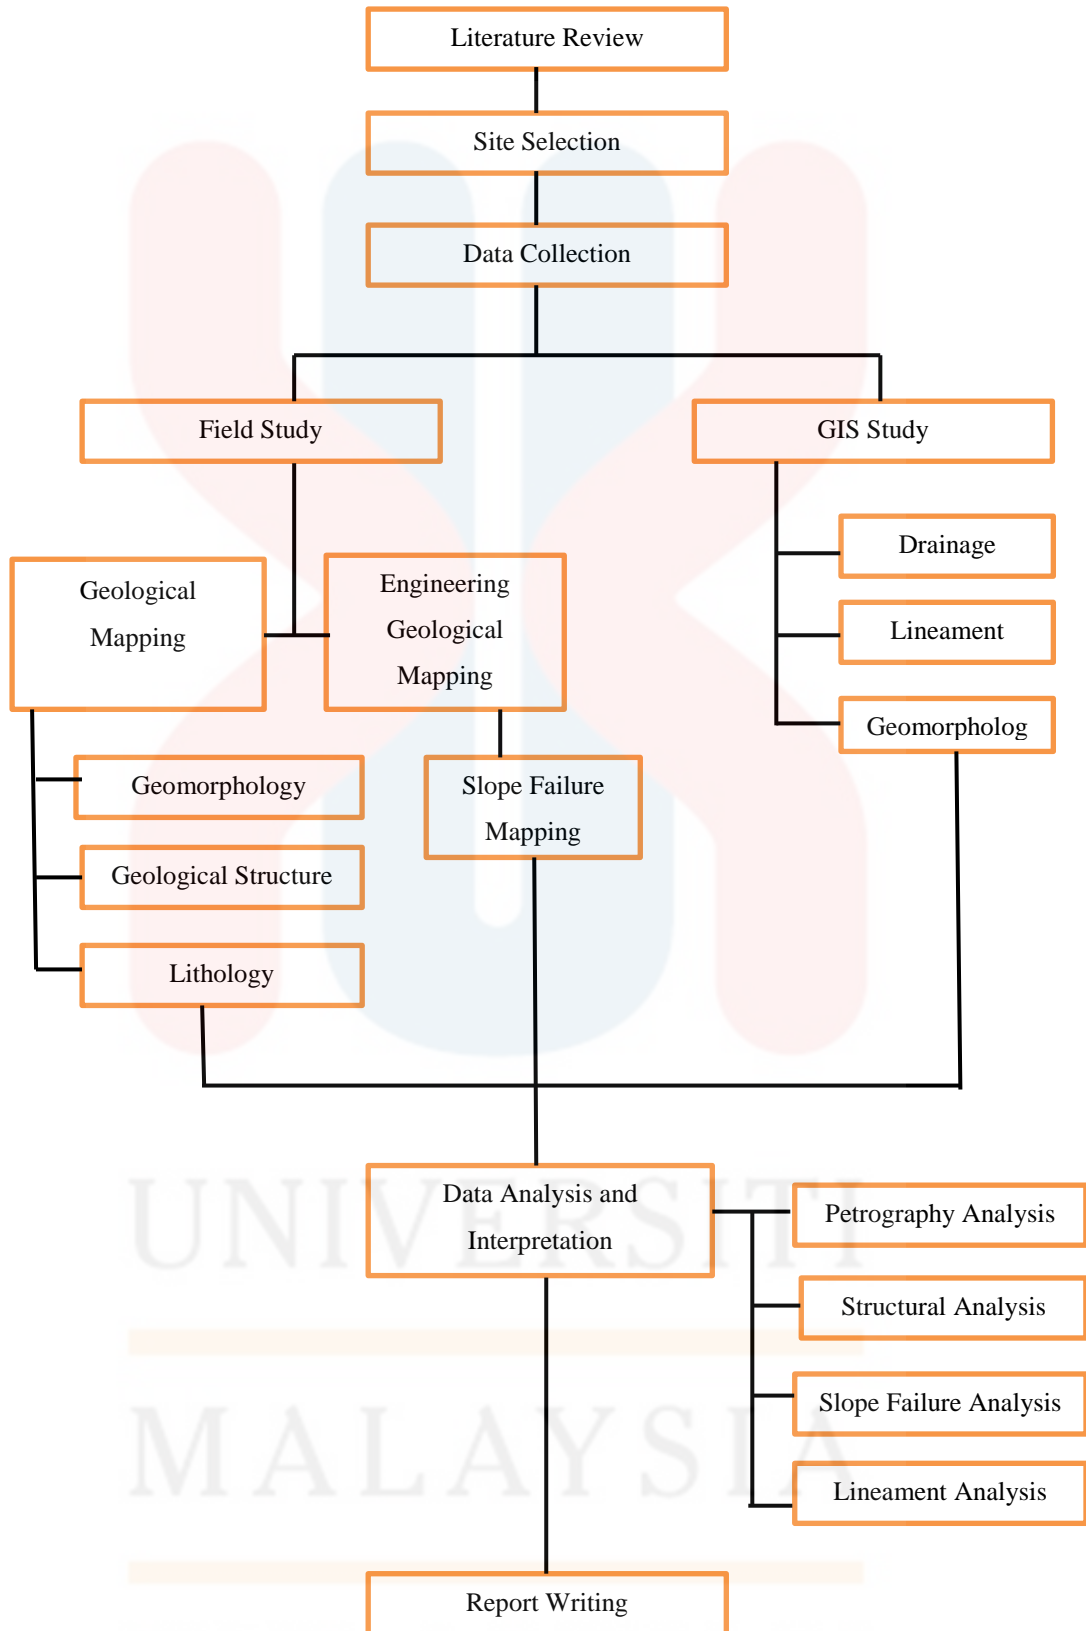 Literature Review
Site Selection
Data Collection
Field Study
GIS Study
Geological
Mapping
Engineering
Geological
Mapping
Drainage
Lineament
Geomorpholog
Geomorphology
Geological Structure
Lithology
Slope Failure
Mapping
Data Analysis and
Interpretation
Petrography Analysis
Structural Analysis
Slope Failure Analysis
Lineament Analysis
Report Writing
UNIVERSITI
MALAYSIA